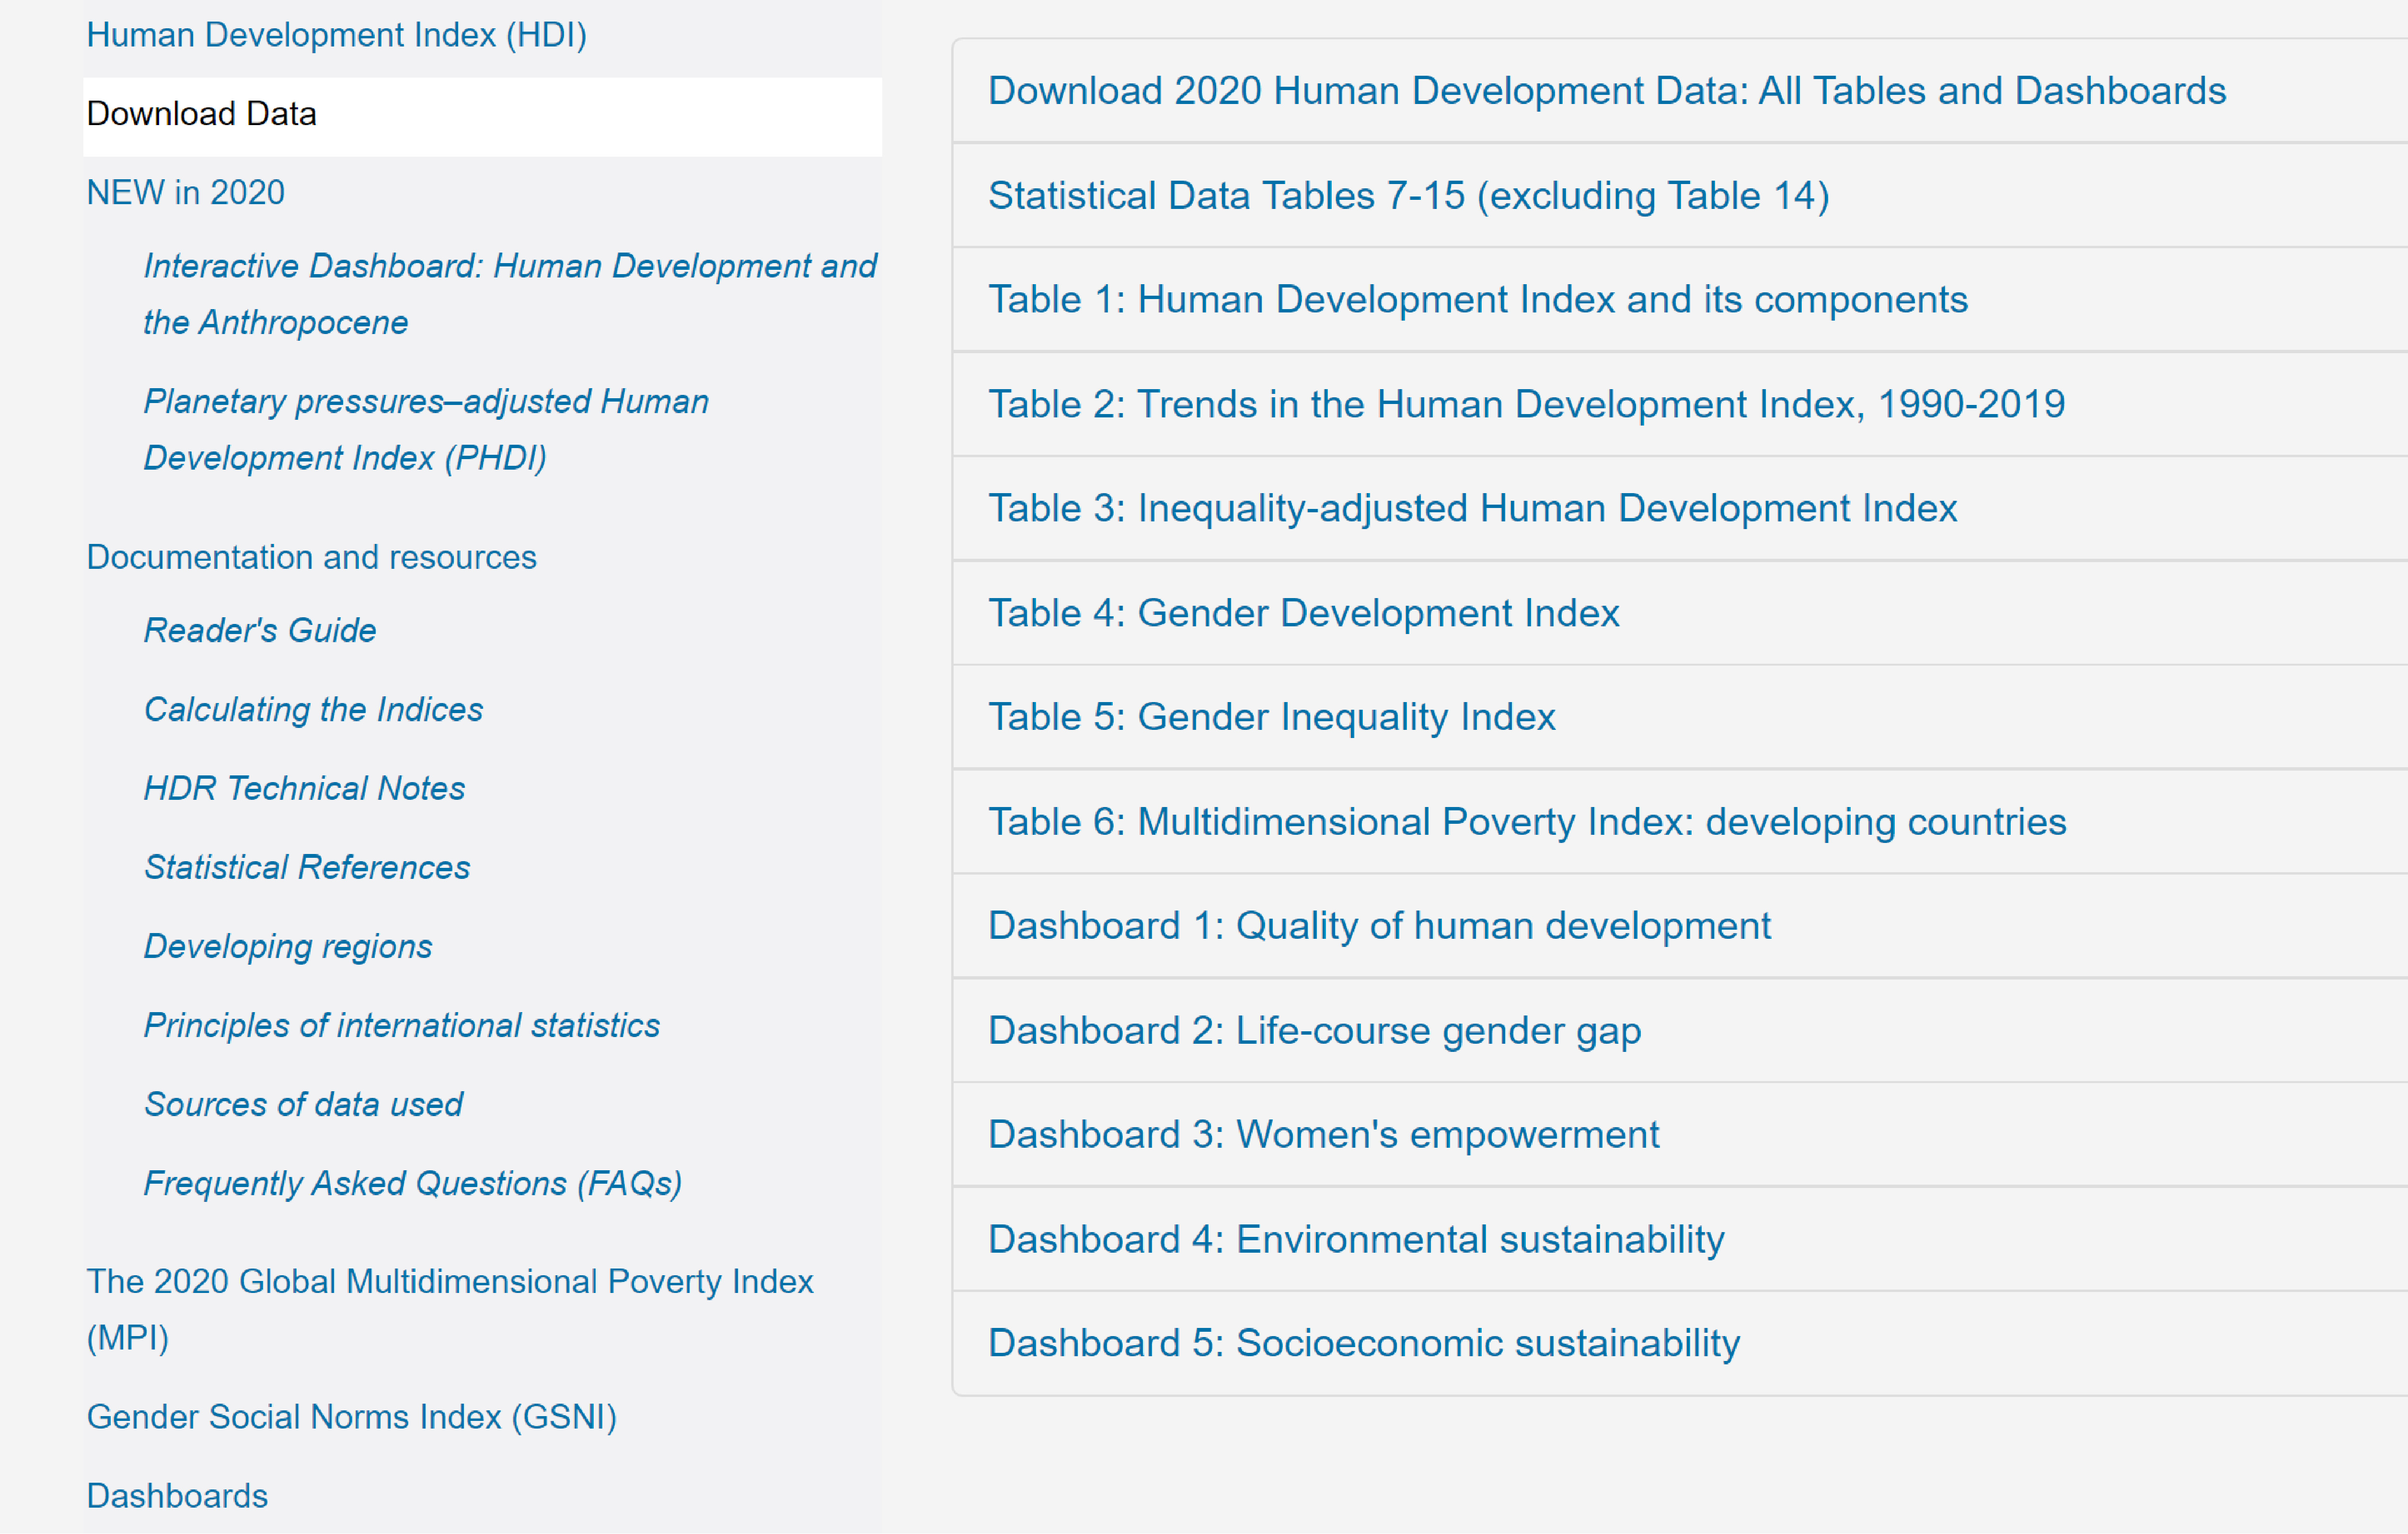 Human Development Index (HDI)
Download Data
NEW in 2020
Interactive Dashboard: Human Development and
the Anthropocene
Planetary pressures–adjusted Human
Development Index (PHDI)
Documentation and resources
Reader's Guide
Calculating the Indices
HDR Technical Notes
Statistical References
Developing regions
Principles of international statistics
Sources of data used
Frequently Asked Questions (FAQs)
The 2020 Global Multidimensional Poverty Index
(MPI)
Gender Social Norms Index (GSNI)
Dashboards
Download 2020 Human Development Data: All Tables and Dashboards
Statistical Data Tables 7-15 (excluding Table 14)
Table 1: Human Development Index and its components
Table 2: Trends in the Human Development Index, 1990-2019
Table 3: Inequality-adjusted Human Development Index
Table 4: Gender Development Index
Table 5: Gender Inequality Index
Table 6: Multidimensional Poverty Index: developing countries
Dashboard 1: Quality of human development
Dashboard 2: Life-course gender gap
Dashboard 3: Women's empowerment
Dashboard 4: Environmental sustainability
Dashboard 5: Socioeconomic sustainability